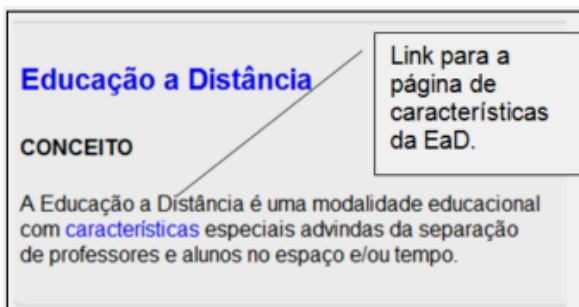 Educação a Distância
Link para a
página de
características
da EaD.
CONCEITO
A Educação a Distância é uma modalidade educacional
com características especiais advindas da separação
de professores e alunos no espaço e/ou tempo.